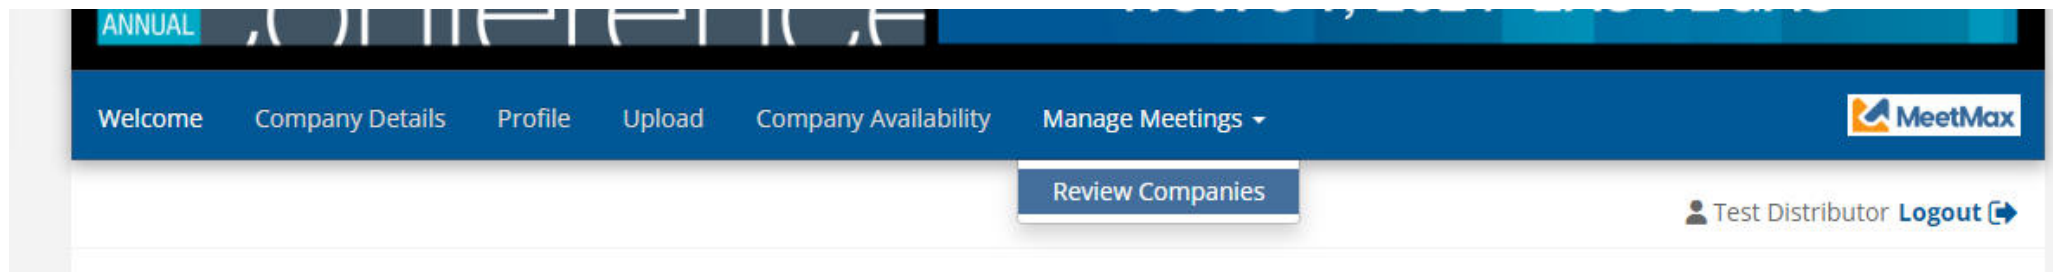 ANNUAL
Welcome Company Details Profile Upload Company Availability Manage Meetings MeetMax
Review Companies
Test Distributor Logout